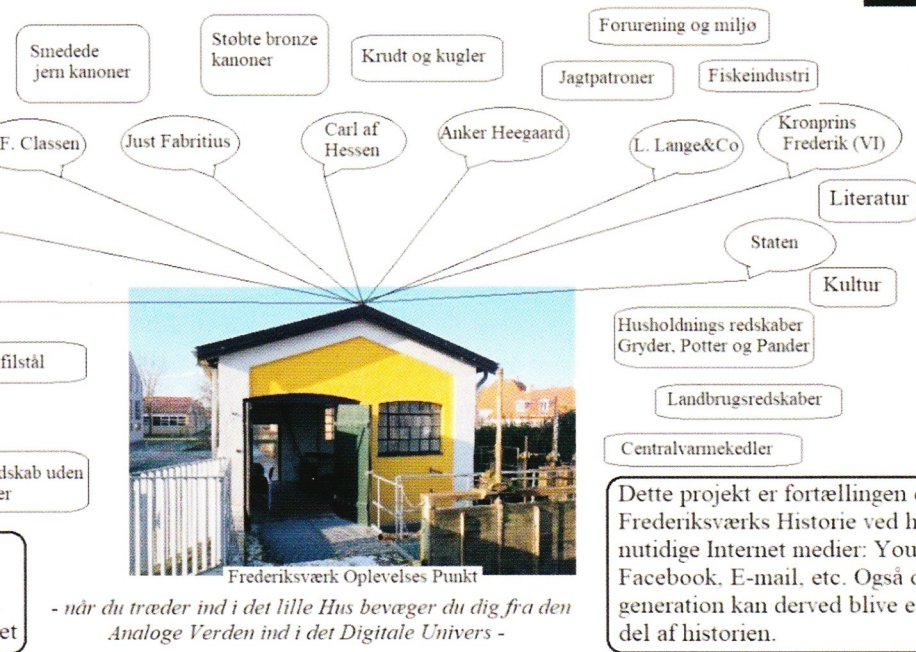 Forurening og miljø
Støbte bronze
kanoner
Smedede
jern kanoner
Krudt og kugler
Jagtpatroner
Fiskeindustri
F. Classen
Just Fabritius
Carl af
Hessen
Anker Heegaard
L. Lange&Co
Kronprins
Frederik (VI)
Literatur
Staten
Kultur
Husholdnings redskaber
Gryder, Potter og Pander
filstål
Landbrugsredskaber
Centralvarmekedler
dskab uden
er
Dette projekt er fortællingen
Frederiksværks Historie ved
nutidige Internet medier: You
Facebook, E-mail, etc. Også
generation kan derved blive
del af historien.
et
Frederiksværk Oplevelses Punkt
- når du træder ind i det lille Hus bevæger du dig fra den
Analoge Verden ind i det Digitale Univers -